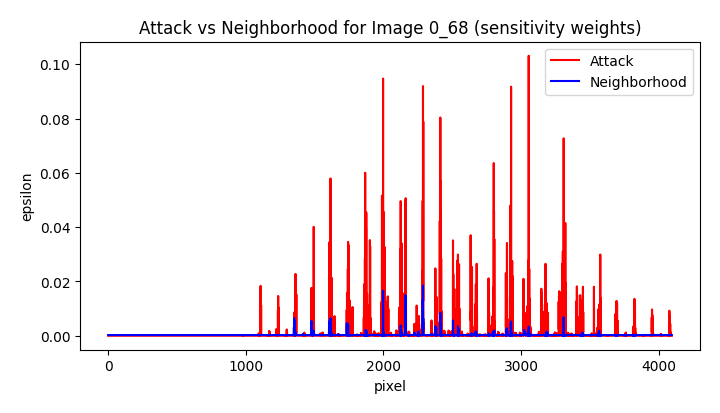 Attack vs Neighborhood for Image 0_68 (sensitivity weights)
Attack
Neighborhood
0.10
0.08
0.06
0.04
0.02
0.00
epsilon
0
1000
2000
3000
4000
pixel